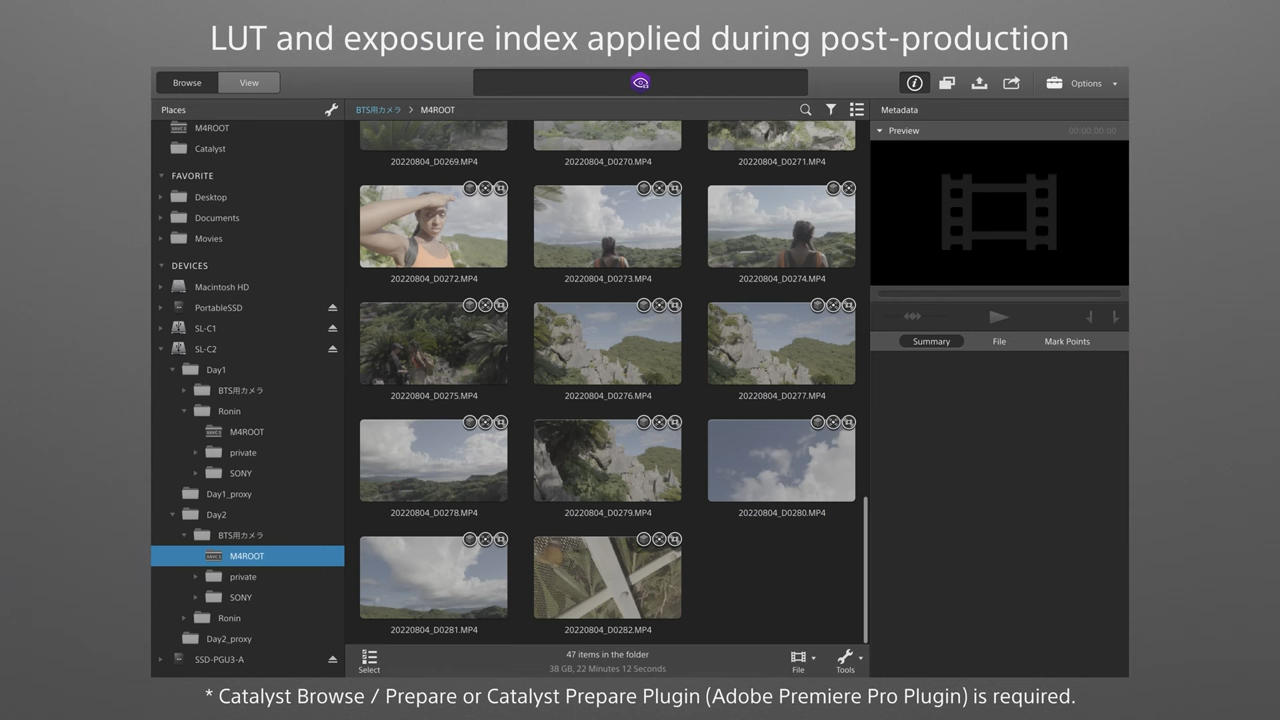 LUT and exposure index applied during post-production
Browse
View
Options
Places
BTS用カメラ > M4ROOT
Metadata
M4ROOT
Catalyst
FAVORITE
Desktop
Documents
Movies
DEVICES
Macintosh HD
PortableSSD
SL-C1
SL-C2
Day1
BTS用カメラ
Ronin
M4ROOT
private
SONY
Day1_proxy
Day2
BTS用カメラ
M4ROOT
private
SONY
Ronin
Day2_proxy
SSD-PGU3-A
20220804_D0269.MP4
20220804_D0270.MP4
20220804_D0271.MP4
20220804_D0272.MP4
20220804_D0273.MP4
20220804_D0274.MP4
20220804_D0275.MP4
20220804_D0276.MP4
20220804_D0277.MP4
20220804_D0278.MP4
20220804_D0279.MP4
20220804_D0280.MP4
20220804_D0281.MP4
20220804_D0282.MP4
Select
47 items in the folder
38 GB, 22 Minutes 12 Seconds
File
Tools
Preview
00:00:00:00
Summary
File
Mark Points
* Catalyst Browse / Prepare or Catalyst Prepare Plugin (Adobe Premiere Pro Plugin) is required.